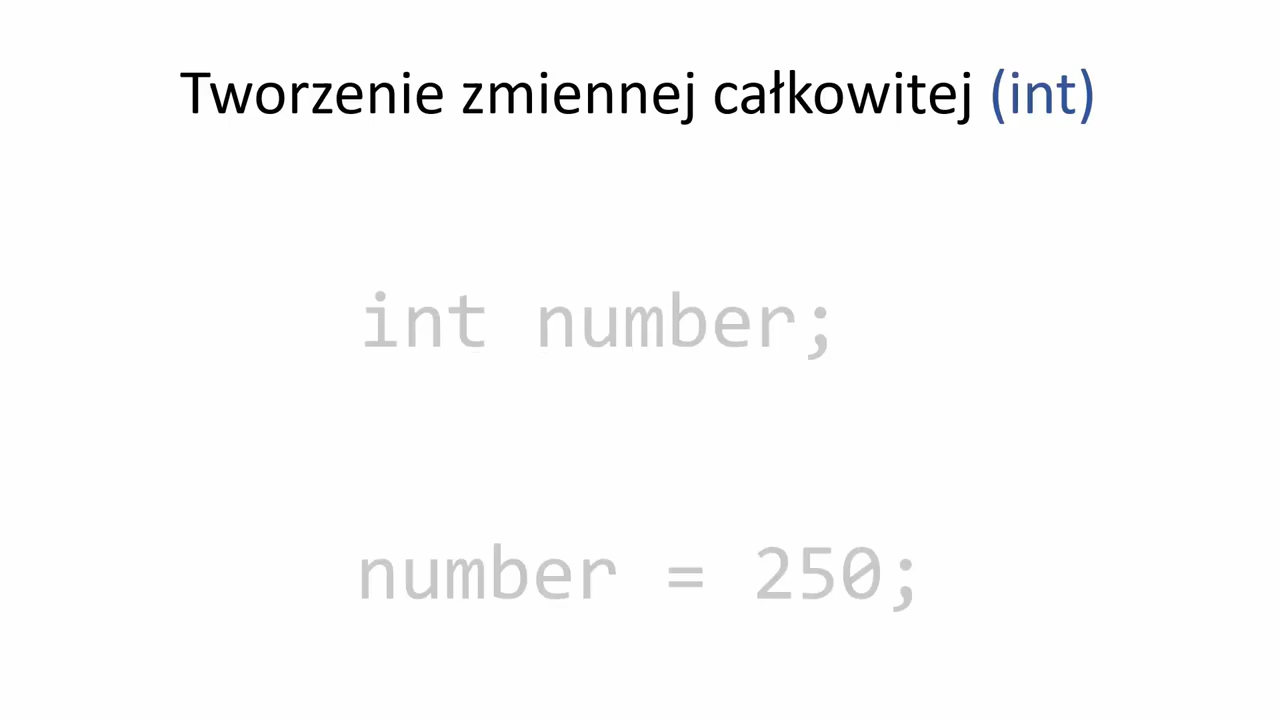 Tworzenie zmiennej całkowitej (int)
int number;
number = 250;